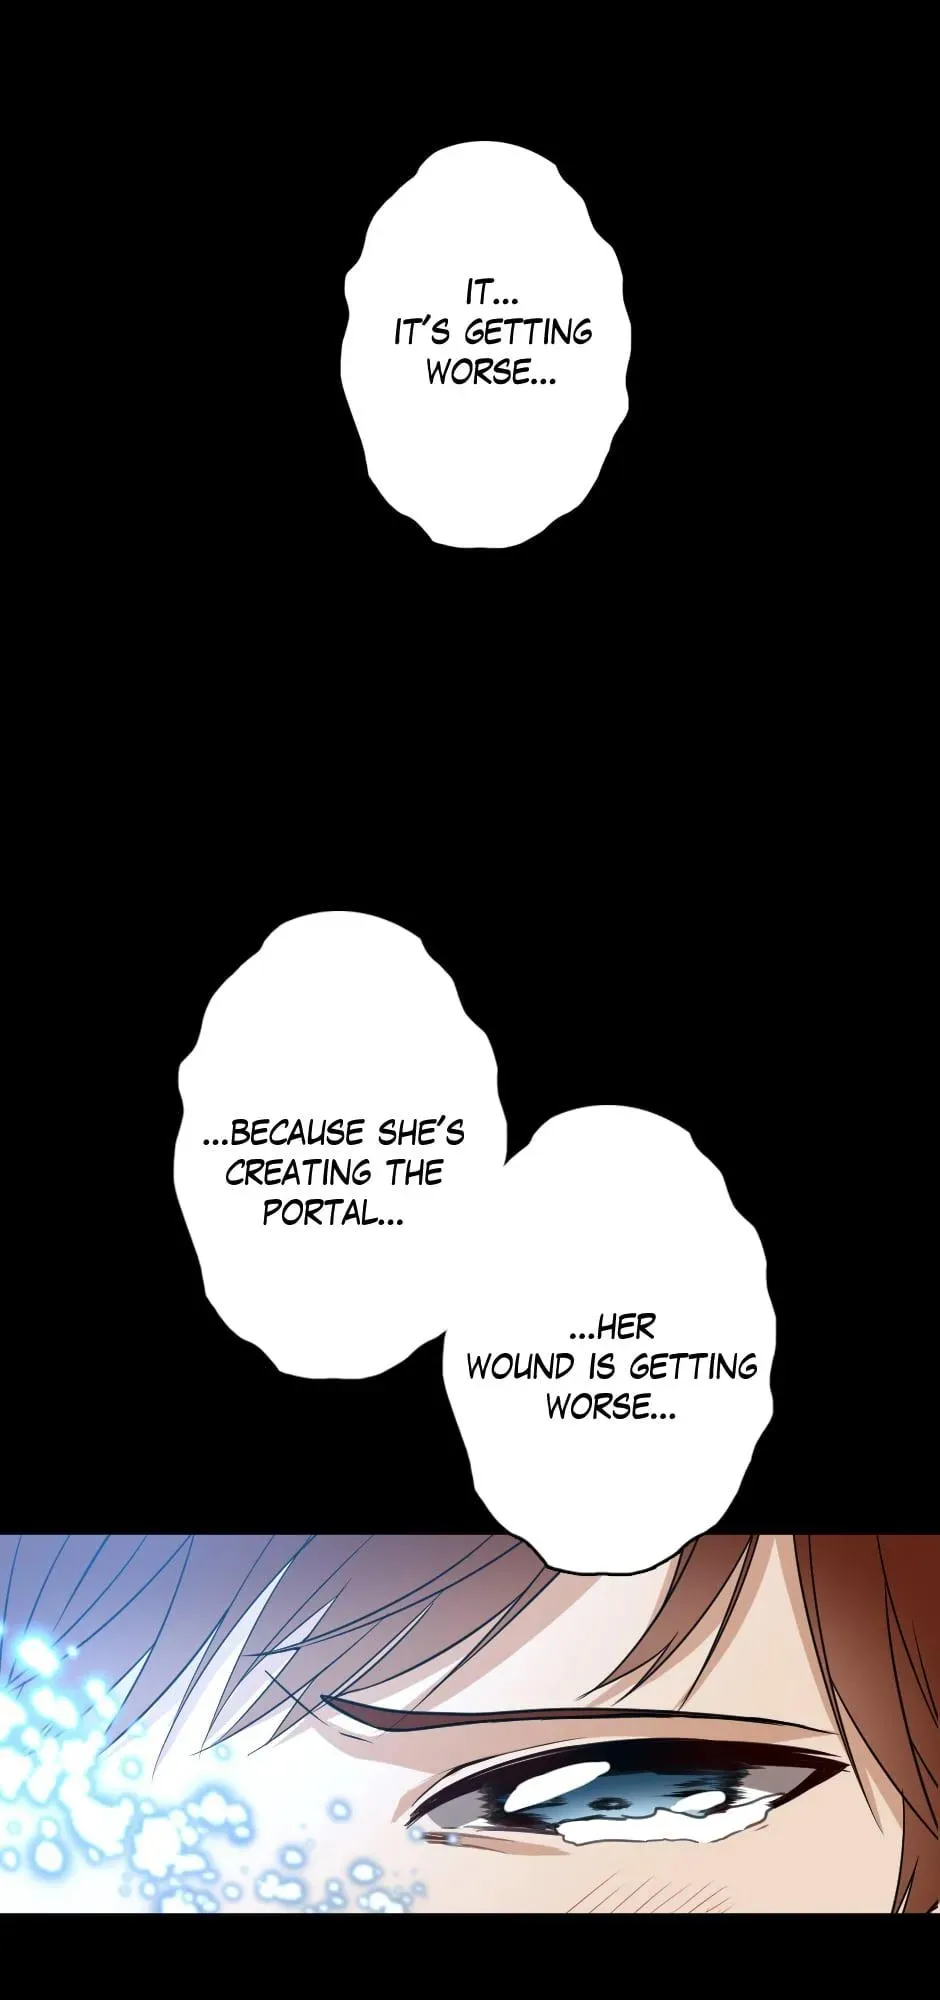 IT...
IT'S GETTING
WORSE...
...BECAUSE SHE'S
CREATING THE
PORTAL...
...HER
WOUND IS GETTING
WORSE...